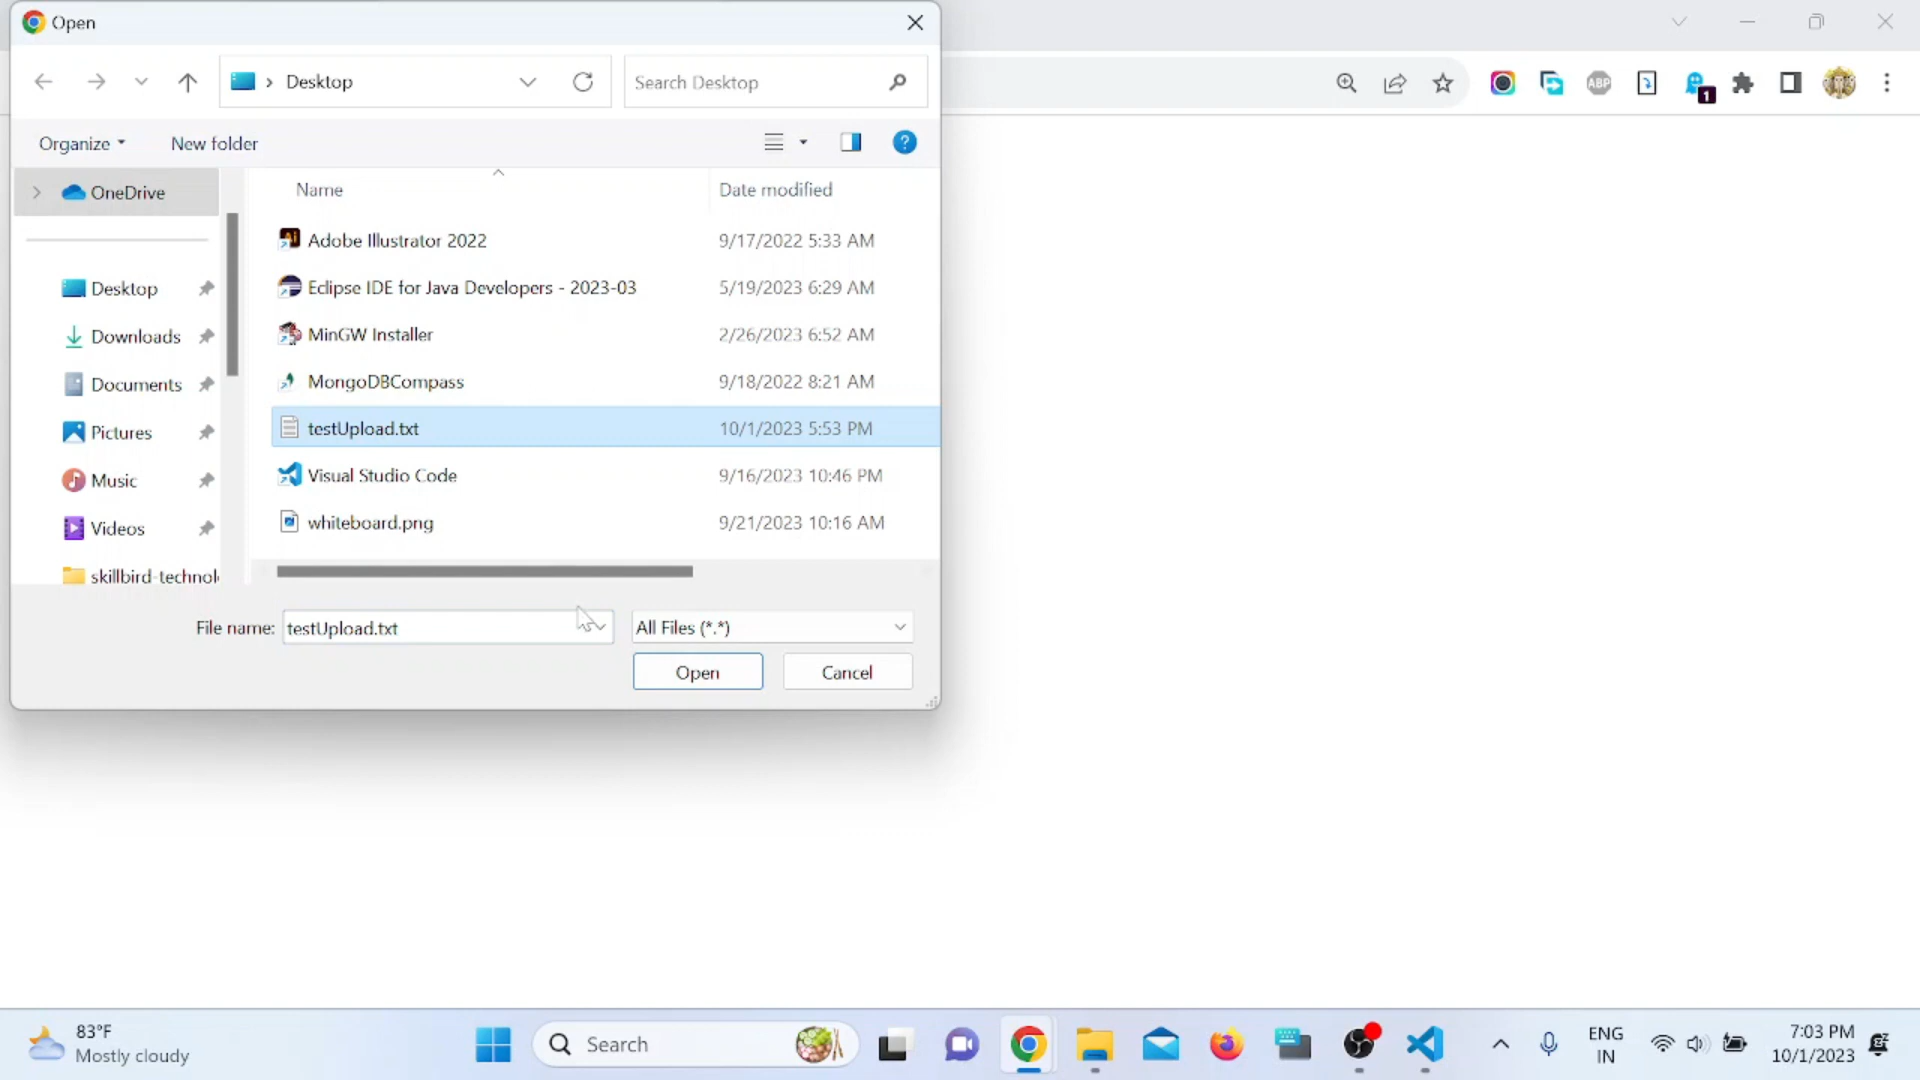 Open
Desktop
Search Desktop
ABP
1
Organize
New folder
?
OneDrive
Name
Date modified
Adobe Illustrator 2022
9/17/2022 5:33 AM
Desktop
Eclipse IDE for Java Developers - 2023-03
5/19/2023 6:29 AM
Downloads
MinGW Installer
2/26/2023 6:52 AM
Documents
MongoDBCompass
9/18/2022 8:21 AM
Pictures
testUpload.txt
10/1/2023 5:53 PM
Music
Visual Studio Code
9/16/2023 10:46 PM
Videos
whiteboard.png
9/21/2023 10:16 AM
skillbird-technol
File name:
testUpload.txt
All Files (*.*)
Open
Cancel
83°F
Mostly cloudy
Search
ENG
IN
7:03 PM
10/1/2023